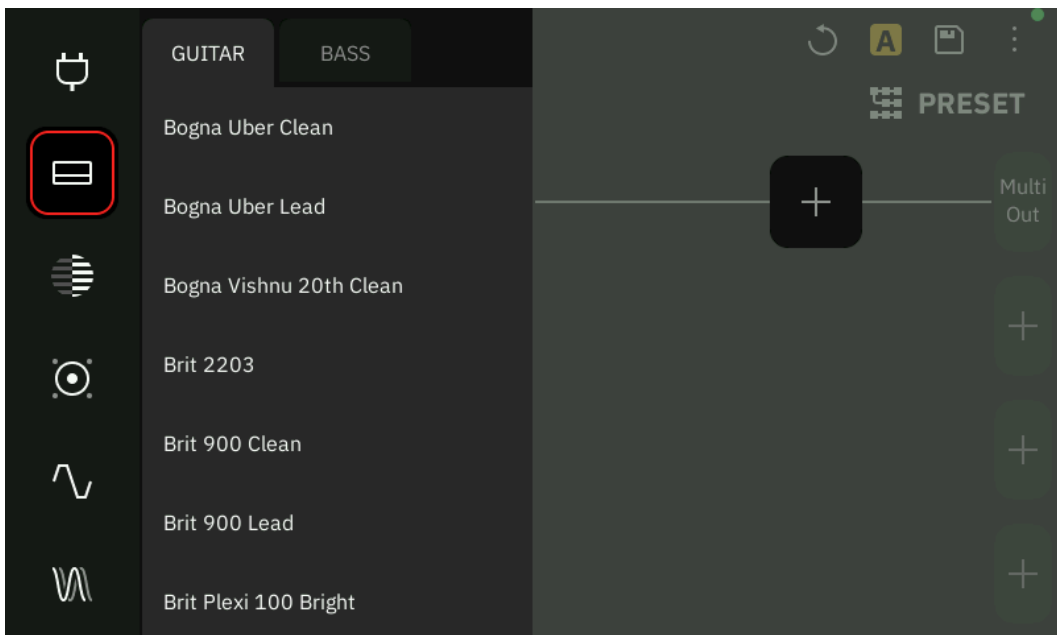 GUITAR
BASS
Bogna Uber Clean
Bogna Uber Lead
Bogna Vishnu 20th Clean
Brit 2203
Brit 900 Clean
Brit 900 Lead
Brit Plexi 100 Bright
A
PRESET
Multi
Out